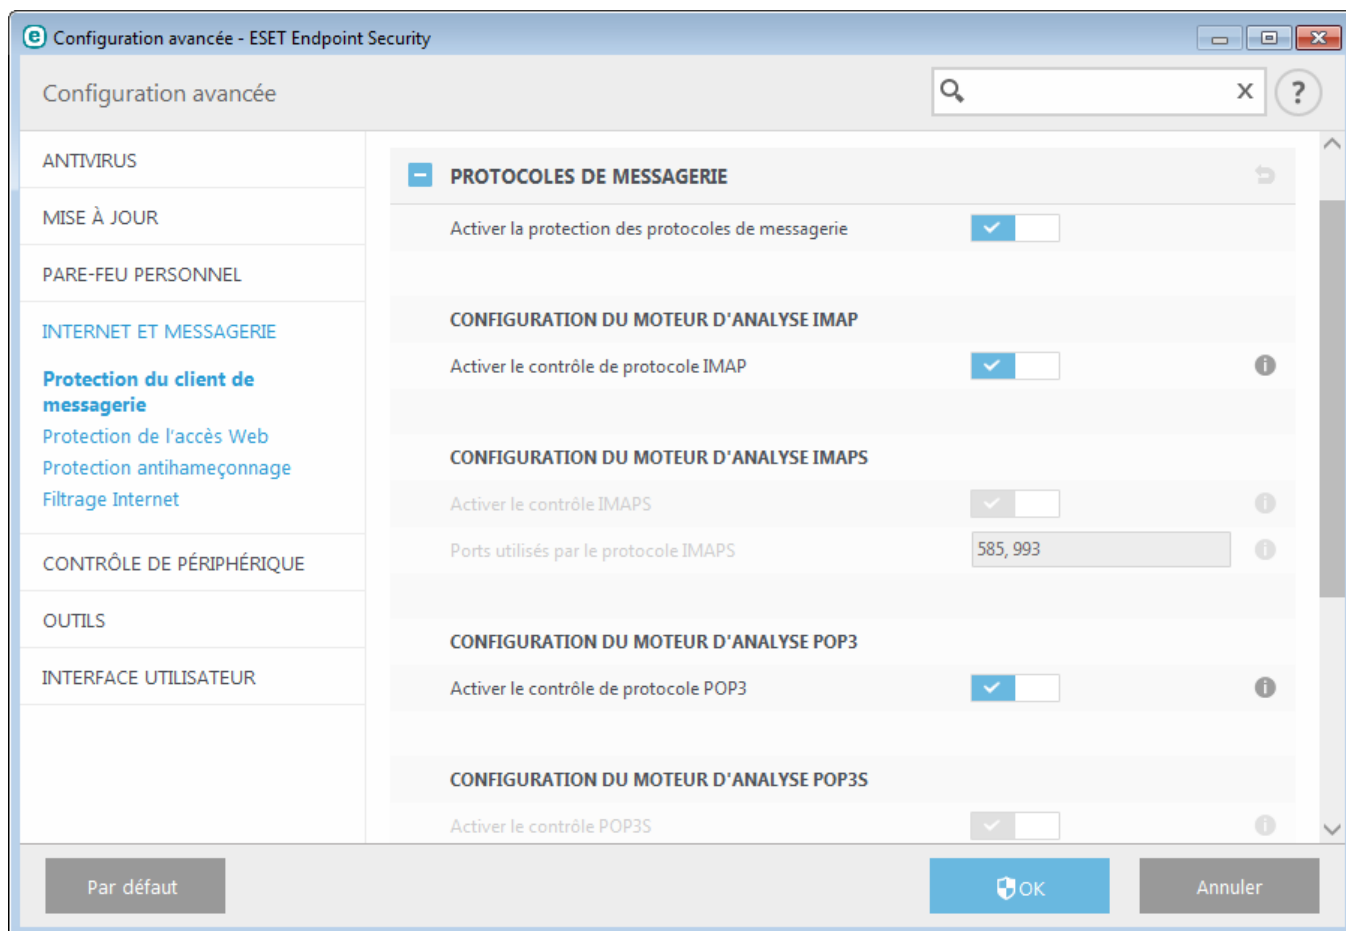 Configuration avancée - ESET Endpoint Security
Configuration avancée
ANTIVIRUS
MISE À JOUR
PARE-FEU PERSONNEL
INTERNET ET MESSAGERIE
Protection du client de
messagerie
Protection de l'accès Web
Protection antihameçonnage
Filtrage Internet
CONTRÔLE DE PÉRIPHÉRIQUE
OUTILS
INTERFACE UTILISATEUR
PROTOCOLES DE MESSAGERIE
Activer la protection des protocoles de messagerie
CONFIGURATION DU MOTEUR D'ANALYSE IMAP
Activer le contrôle de protocole IMAP
CONFIGURATION DU MOTEUR D'ANALYSE IMAPS
Activer le contrôle IMAPS
Ports utilisés par le protocole IMAPS 585, 993
CONFIGURATION DU MOTEUR D'ANALYSE POP3
Activer le contrôle de protocole POP3
CONFIGURATION DU MOTEUR D'ANALYSE POP3S
Activer le contrôle POP3S
Par défaut
OK
Annuler